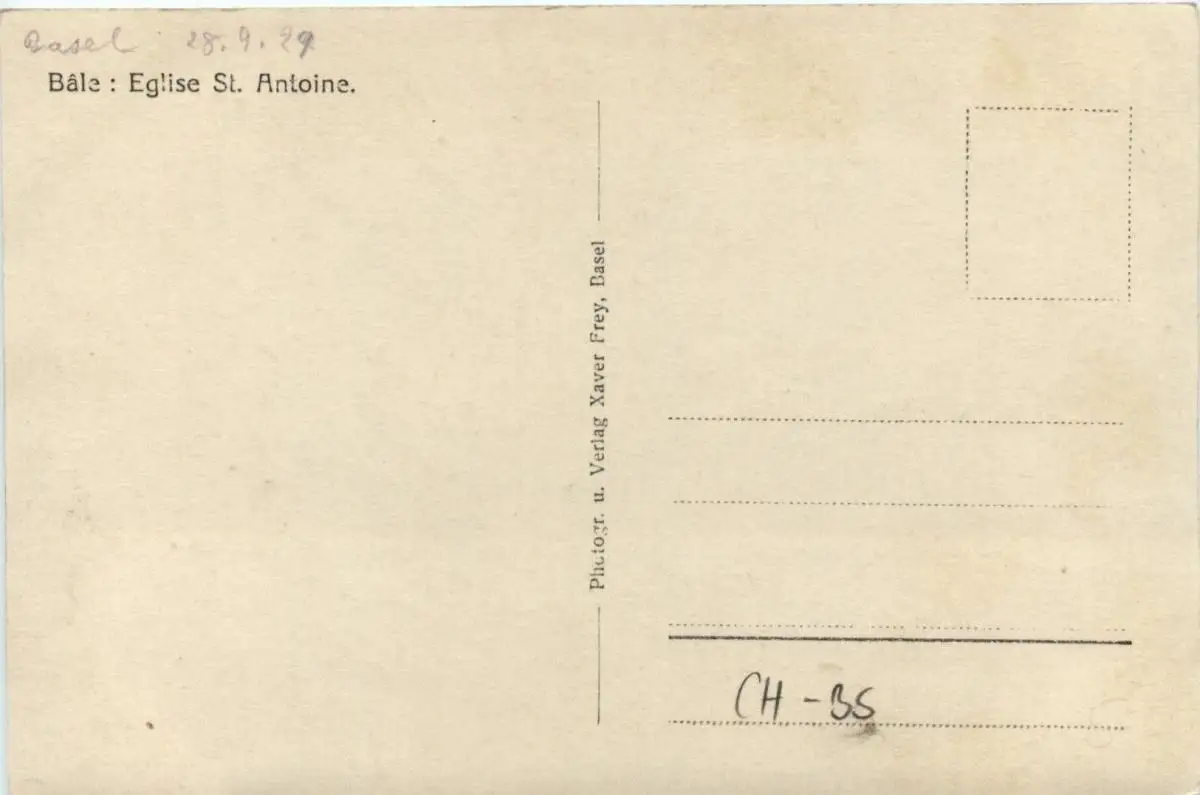 Basel 28.9.29
Bâle : Eglise St. Antoine.
Photogr. u. Verlag Xaver Frey, Basel
CH-BS